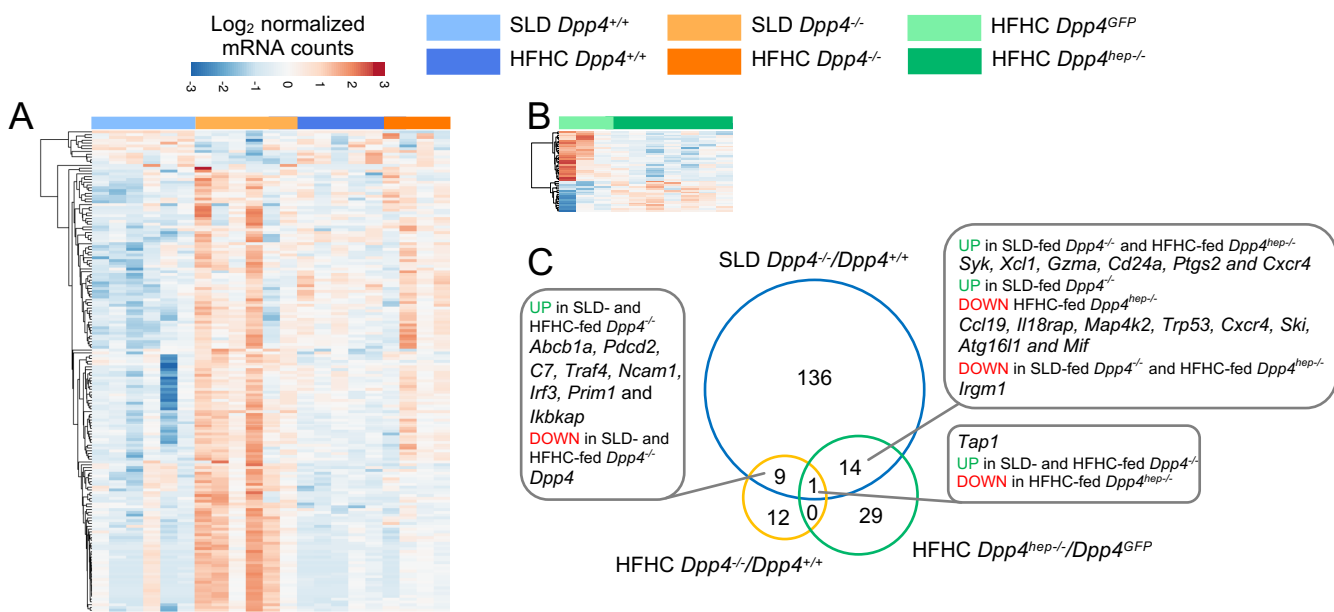 Log₂ normalized
mRNA counts
-3 -2 -1 0 1 2 3
SLD Dpp4+/+
SLD Dpp4-/-
HFHC DppGFP
HFHC Dpp4+/+
HFHC Dpp4-/-
HFHC Dpp4hep-/-
A
B
C
SLD Dpp4-/-/Dpp4+/+
UP in SLD- and
HFHC-fed Dpp4-/-
Abcb1a, Pdcd2,
C7, Traf4, Ncam1,
Irf3, Prim1 and
Ikbkap
DOWN in SLD- and
HFHC-fed Dpp4-/-
Dpp4
UP in SLD-fed Dpp4-/- and HFHC-fed Dpp4hep-/-
Syk, Xcl1, Gzma, Cd24a, Ptgs2 and Cxcr4
UP in SLD-fed Dpp4-/-
DOWN HFHC-fed Dpp4hep-/-
Ccl19, Il18rap, Map4k2, Trp53, Cxcr4, Ski,
Atg16l1 and Mif
DOWN in SLD-fed Dpp4-/- and HFHC-fed Dpp4hep-/-
Irgm1
Tap1
UP in SLD- and HFHC-fed Dpp4-/-
DOWN in HFHC-fed Dpp4hep-/-
136
9
14
1
12
0
29
HFHC Dpp4-/-/Dpp4+/+
HFHC Dpp4hep-/-/Dpp4GFP